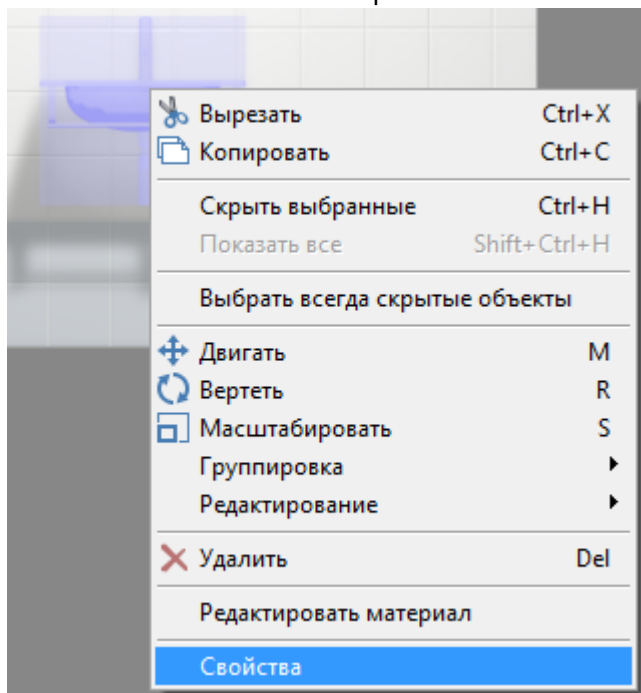 Вырезать Ctrl+X
Копировать Ctrl+C
Скрыть выбранные Ctrl+H
Показать все Shift+Ctrl+H
Выбрать всегда скрытые объекты
Двигать M
Вертеть R
Масштабировать S
Группировка
Редактирование
Удалить Del
Редактировать материал
Свойства